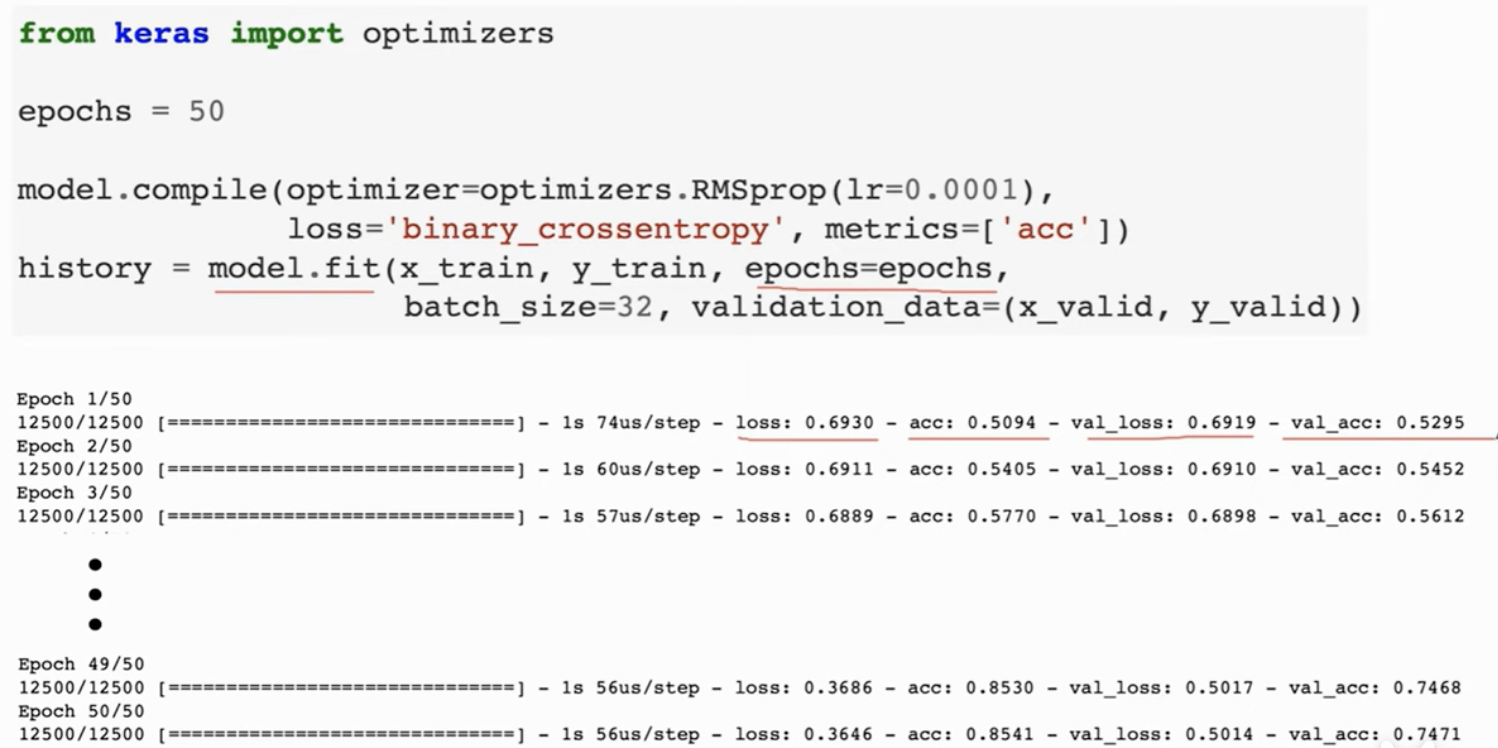 from keras import optimizers
epochs = 50
model.compile(optimizer=optimizers.RMSprop(lr=0.0001),
loss='binary_crossentropy', metrics=['acc'])
history = model.fit(x_train, y_train, epochs=epochs,
batch_size=32, validation_data=(x_valid, y_valid))
Epoch 1/50
12500/12500 [==============================] - 1s 74us/step - loss: 0.6930 - acc: 0.5094 - val_loss: 0.6919 - val_acc: 0.5295
Epoch 2/50
12500/12500 [==============================] - 1s 60us/step - loss: 0.6911 - acc: 0.5405 - val_loss: 0.6910 - val_acc: 0.5452
Epoch 3/50
12500/12500 [==============================] - 1s 57us/step - loss: 0.6889 - acc: 0.5770 - val_loss: 0.6898 - val_acc: 0.5612
Epoch 49/50
12500/12500 [==============================] - 1s 56us/step - loss: 0.3686 - acc: 0.8530 - val_loss: 0.5017 - val_acc: 0.7468
Epoch 50/50
12500/12500 [==============================] - 1s 56us/step - loss: 0.3646 - acc: 0.8541 - val_loss: 0.5014 - val_acc: 0.7471